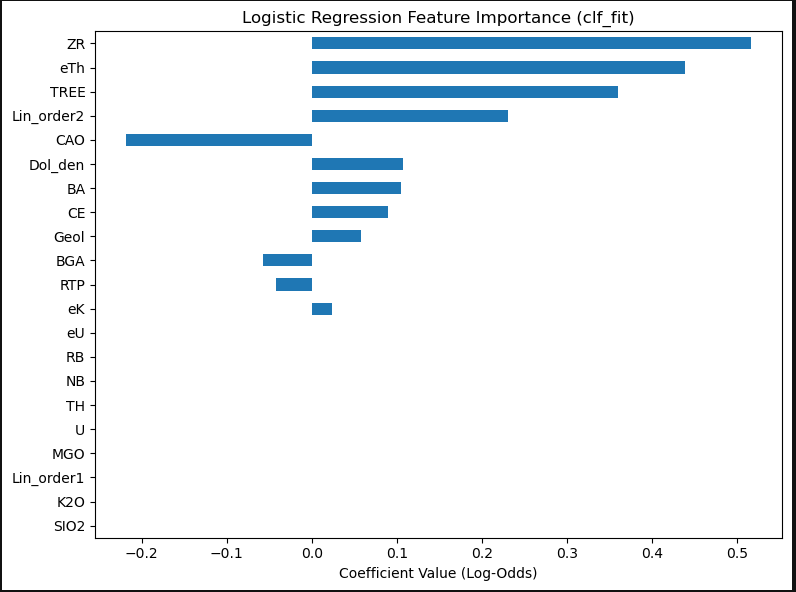 Logistic Regression Feature Importance (clf_fit)
ZR
eTh
TREE
Lin_order2
CAO
Dol_den
BA
CE
Geol
BGA
RTP
eK
eU
RB
NB
TH
U
MGO
Lin_order1
K2O
SIO2
−0.2 −0.1 0.0 0.1 0.2 0.3 0.4 0.5
Coefficient Value (Log-Odds)